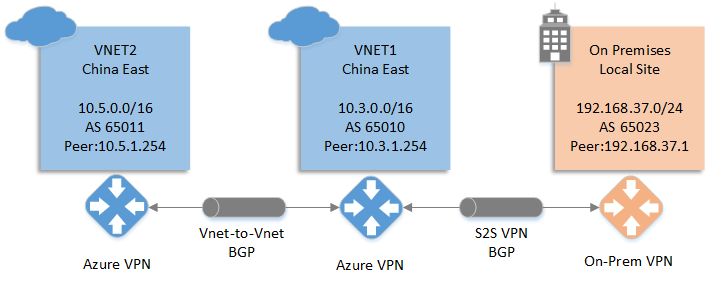 VNET2
China East
10.5.0.0/16
AS 65011
Peer:10.5.1.254
VNET1
China East
10.3.0.0/16
AS 65010
Peer:10.3.1.254
On Premises
Local Site
192.168.37.0/24
AS 65023
Peer:192.168.37.1
Vnet-to-Vnet
BGP
S2S VPN
BGP
Azure VPN
Azure VPN
On-Prem VPN